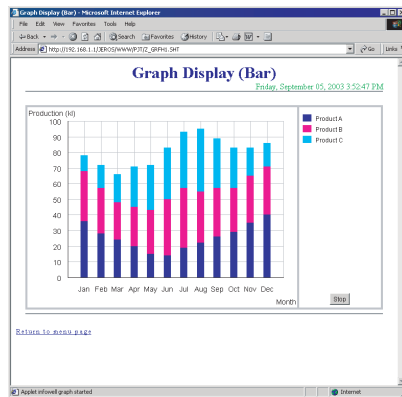 Graph Display (Bar) - Microsoft Internet Explorer
File Edit View Favorites Tools Help
Back Search Favorites History
Address http://192.168.1.1/JEROS/WWW/PJT/Z_GRFH1.SHT Go Links
Graph Display (Bar)
Friday, September 05, 2003 3:52:47 PM
Production (kl)
100
90
80
70
60
50
40
30
20
10
0
Jan Feb Mar Apr May Jun Jul Aug Sep Oct Nov Dec
Month
Product A
Product B
Product C
Stop
Return to menu page
Applet infowell graph started Internet